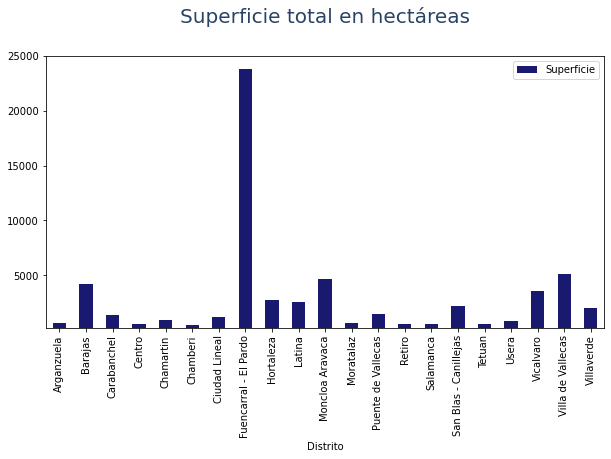 Superficie total en hectáreas
Superficie
25000
20000
15000
10000
5000
Arganzuela
Barajas
Carabanchel
Centro
Chamartin
Chamberi
Ciudad Lineal
Fuencarral - El Pardo
Hortaleza
Latina
Moncloa Aravaca
Moratalaz
Puente de Vallecas
Retiro
Salamanca
San Blas - Canillejas
Tetuan
Usera
Vicalvaro
Villa de Vallecas
Villaverde
Distrito